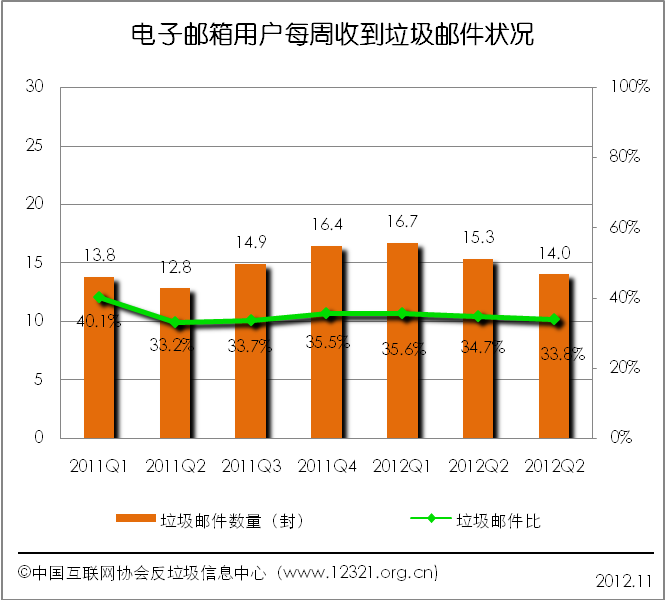 电子邮箱用户每周收到垃圾邮件状况
30 100%
25 80%
20 60%
15 40%
10 20%
5 0%
0
13.8 12.8 14.9 16.4 16.7 15.3 14.0
40.1% 33.2% 33.7% 35.5% 35.6% 34.7% 33.8%
2011Q1 2011Q2 2011Q3 2011Q4 2012Q1 2012Q2 2012Q2
垃圾邮件数量（封） 垃圾邮件比
©中国互联网协会反垃圾信息中心（www.12321.org.cn)
2012.11